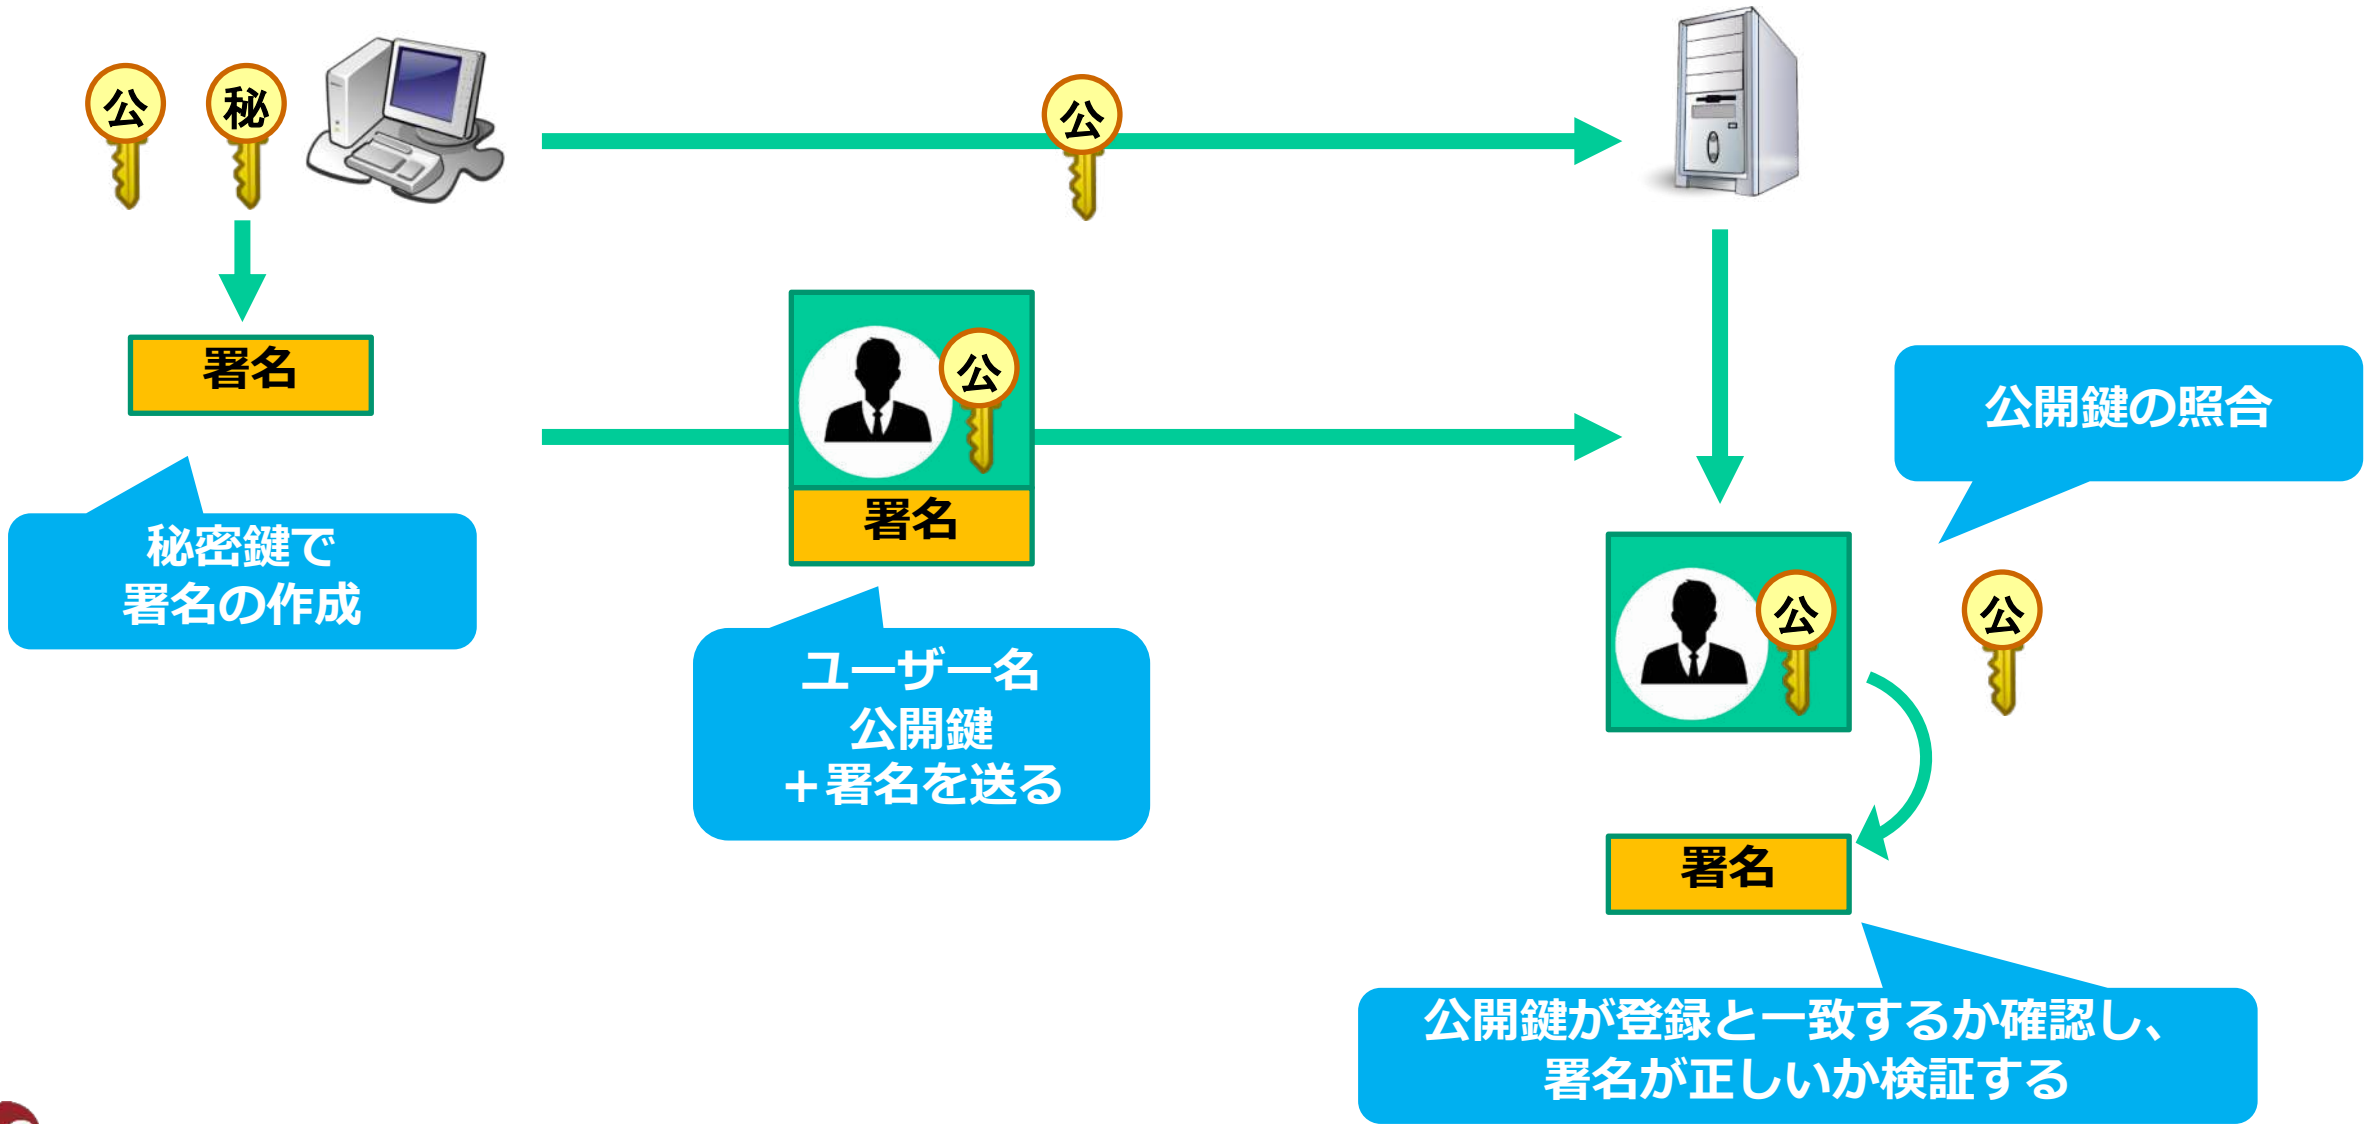 公
秘
公
署名
秘密鍵で
署名の作成
公
署名
ユーザー名
公開鍵
＋署名を送る
公開鍵の照合
公
公
署名
公開鍵が登録と一致するか確認し、
署名が正しいか検証する